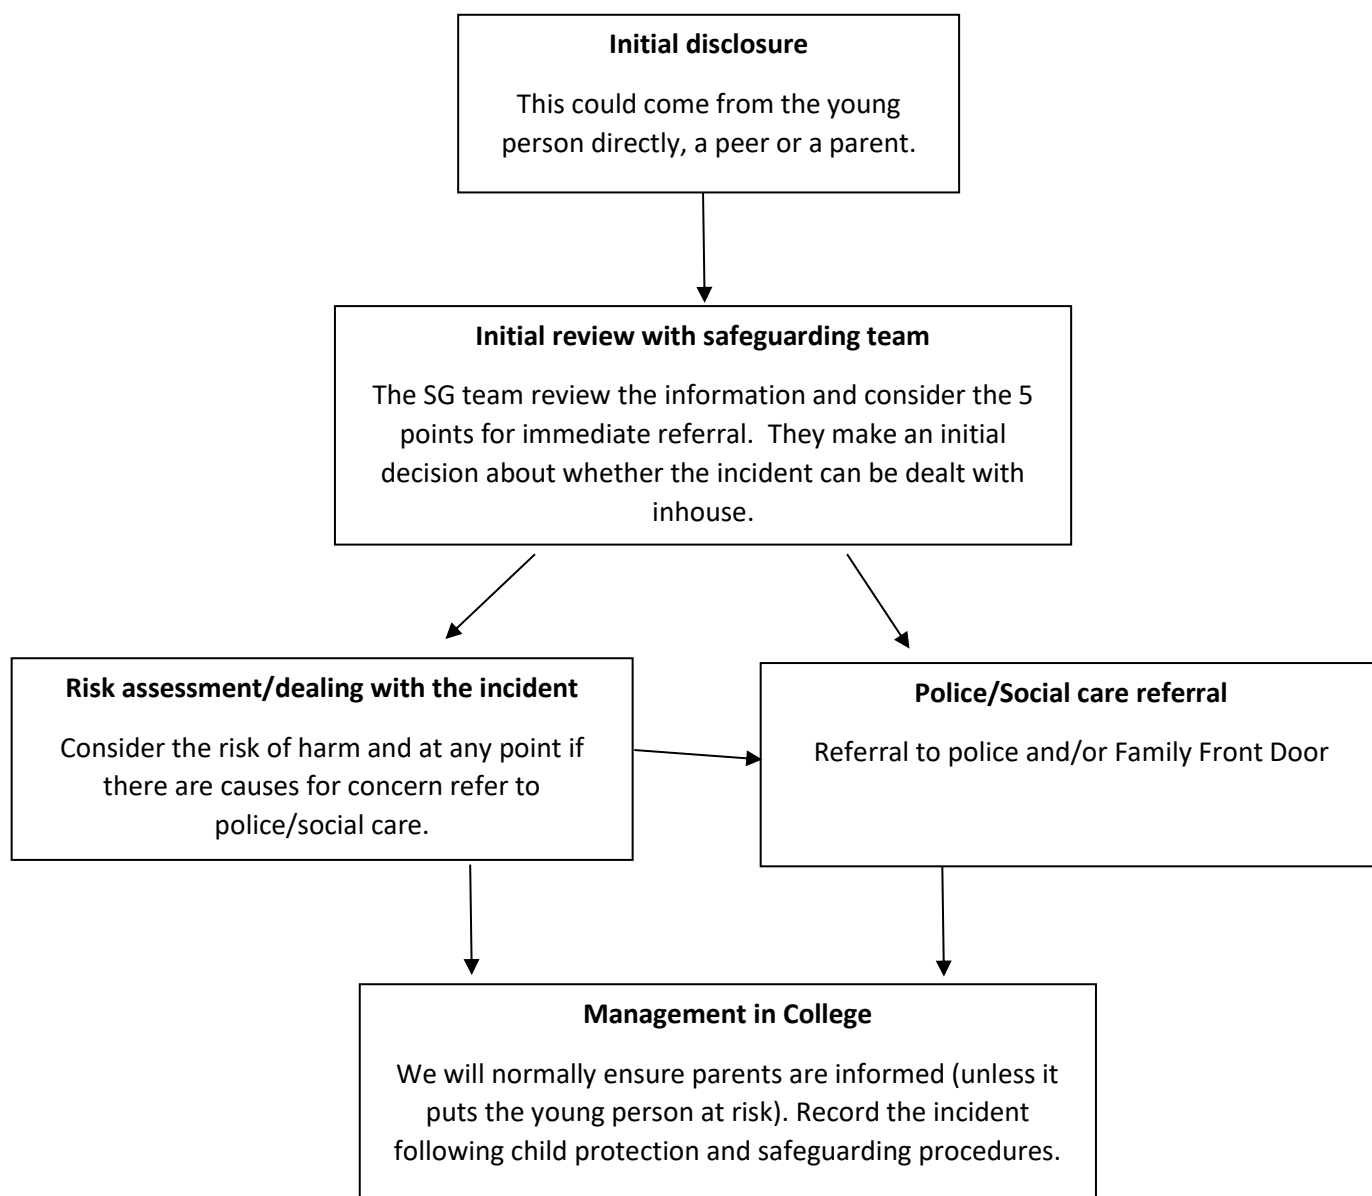 Initial disclosure
This could come from the young
person directly, a peer or a parent.
Initial review with safeguarding team
The SG team review the information and consider the 5
points for immediate referral.  They make an initial
decision about whether the incident can be dealt with
inhouse.
Risk assessment/dealing with the incident
Consider the risk of harm and at any point if
there are causes for concern refer to
police/social care.
Police/Social care referral
Referral to police and/or Family Front Door
Management in College
We will normally ensure parents are informed (unless it
puts the young person at risk). Record the incident
following child protection and safeguarding procedures.